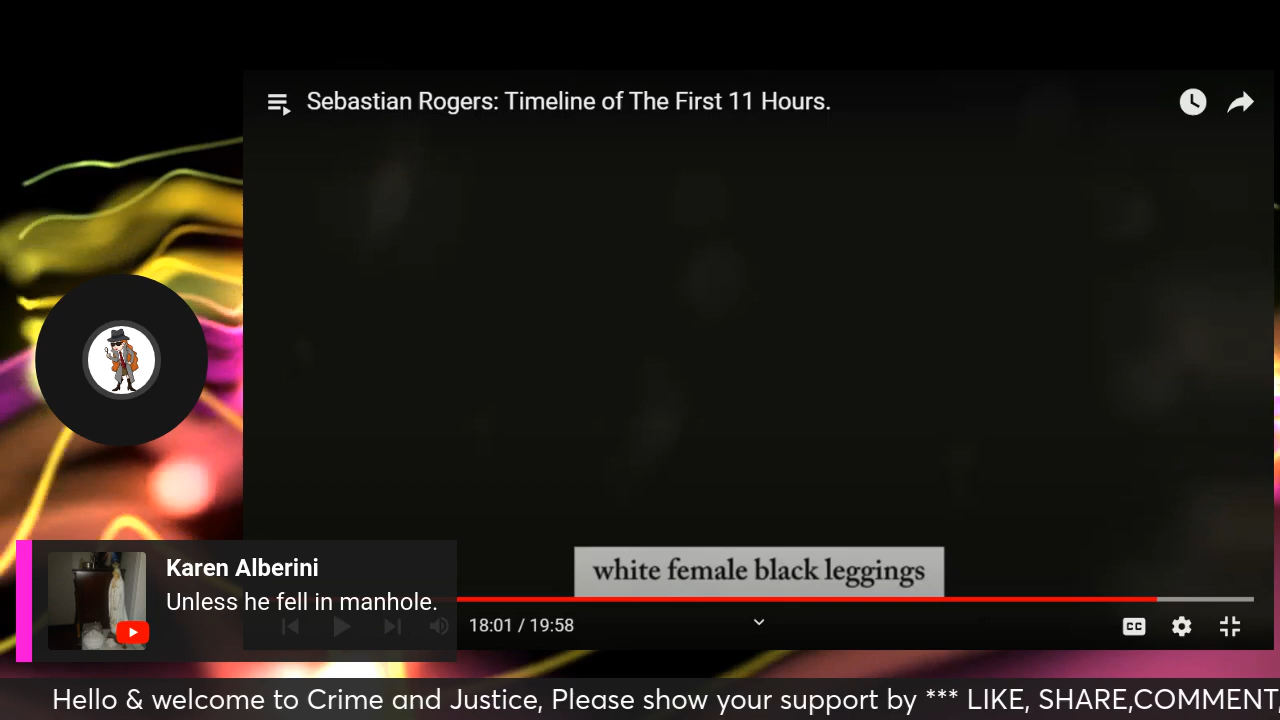 Sebastian Rogers: Timeline of The First 11 Hours.
white female black leggings
Karen Alberini
Unless he fell in manhole.
18:01 / 19:58
CC
Hello & welcome to Crime and Justice, Please show your support by *** LIKE, SHARE,COMMENT,